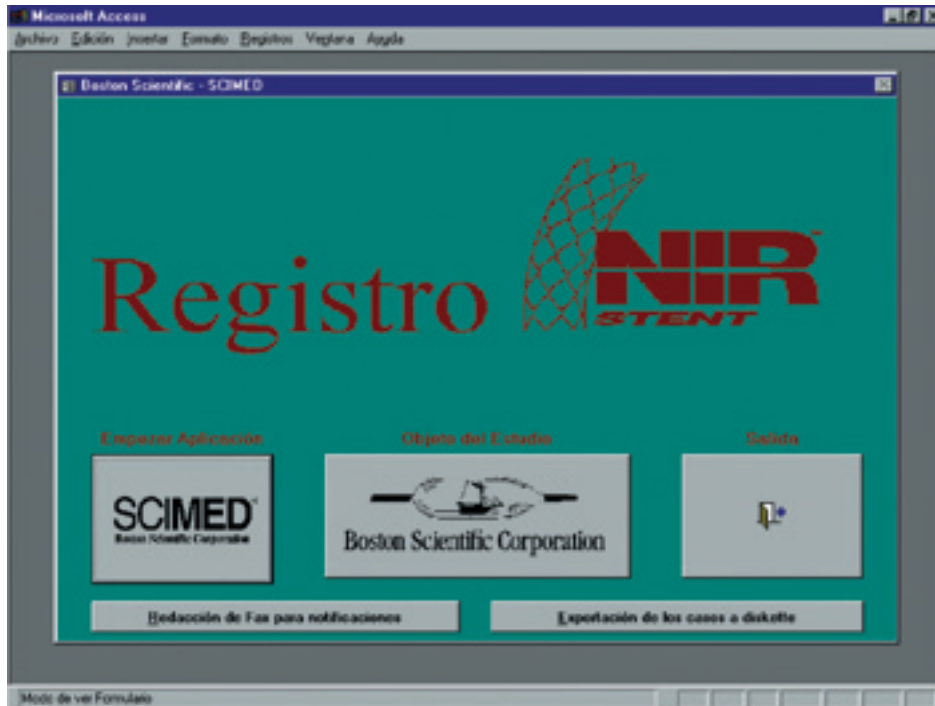 Microsoft Access
Archivo Edición Insertar Formato Registros Ventana Ayuda
Boston Scientific - SCIMED
Registro
NIR™
STENT
Empezar Aplicación
Objeto del Estudio
Salida
SCIMED
Boston Scientific Corporation
Boston Scientific Corporation
Redacción de Fax para notificaciones
Exportación de los casos a diskette
Modo de ver Formulario